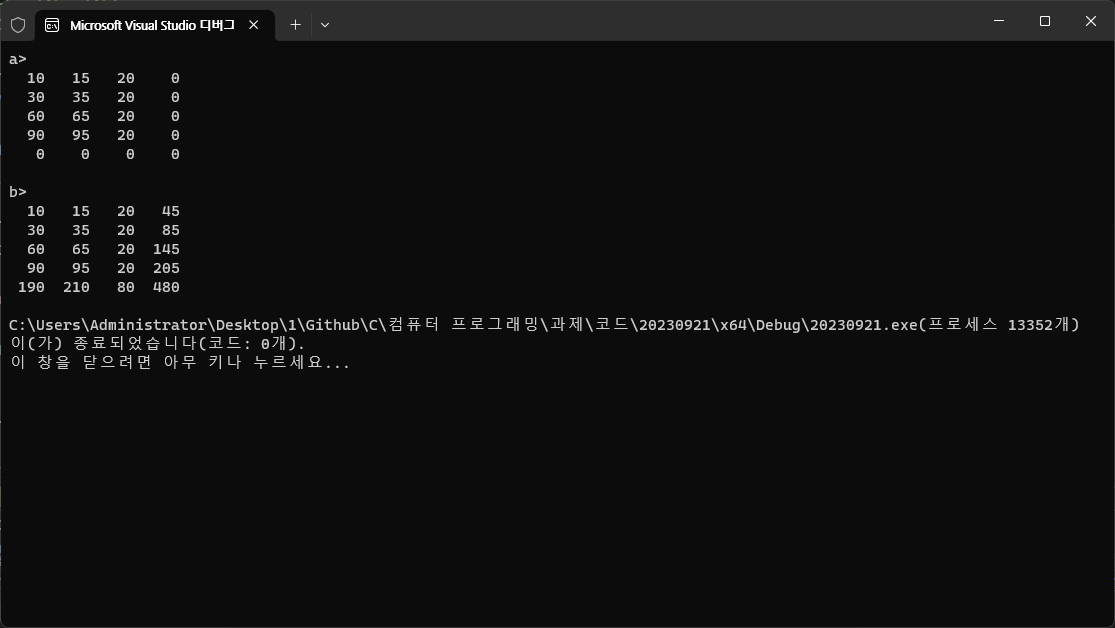 Microsoft Visual Studio 디버그
a>
10 15 20 0
30 35 20 0
60 65 20 0
90 95 20 0
0 0 0 0
b>
10 15 20 45
30 35 20 85
60 65 20 145
90 95 20 205
190 210 80 480
C:\Users\Administrator\Desktop\1\Github\C\컴퓨터 프로그래밍\과제\코드\20230921\x64\Debug\20230921.exe(프로세스 13352개)
이(가) 종료되었습니다(코드: 0개).
이 창을 닫으려면 아무 키나 누르세요...